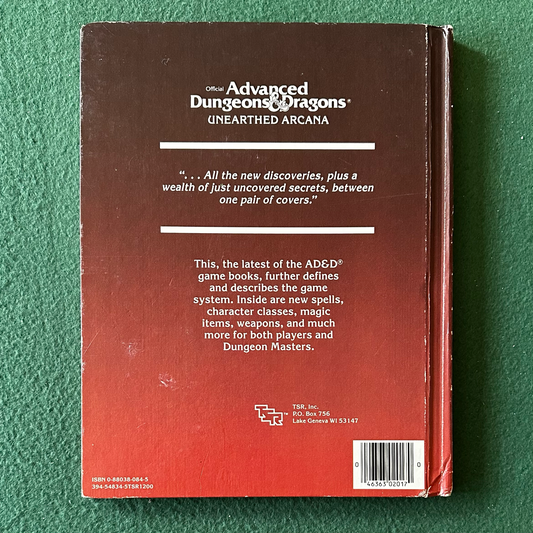 Official Advanced
Dungeons & Dragons®
UNEARTHED ARCANA
“. . . All the new discoveries, plus a
wealth of just uncovered secrets, between
one pair of covers.”
This, the latest of the AD&D®
game books, further defines
and describes the game
system. Inside are new spells,
character classes, magic
items, weapons, and much
more for both players and
Dungeon Masters.
TSR™
TSR, Inc.
P.O. Box 756
Lake Geneva WI 53147
ISBN 0-88038-084-5
394-54834-5TSR1200
0 46363 02017 0